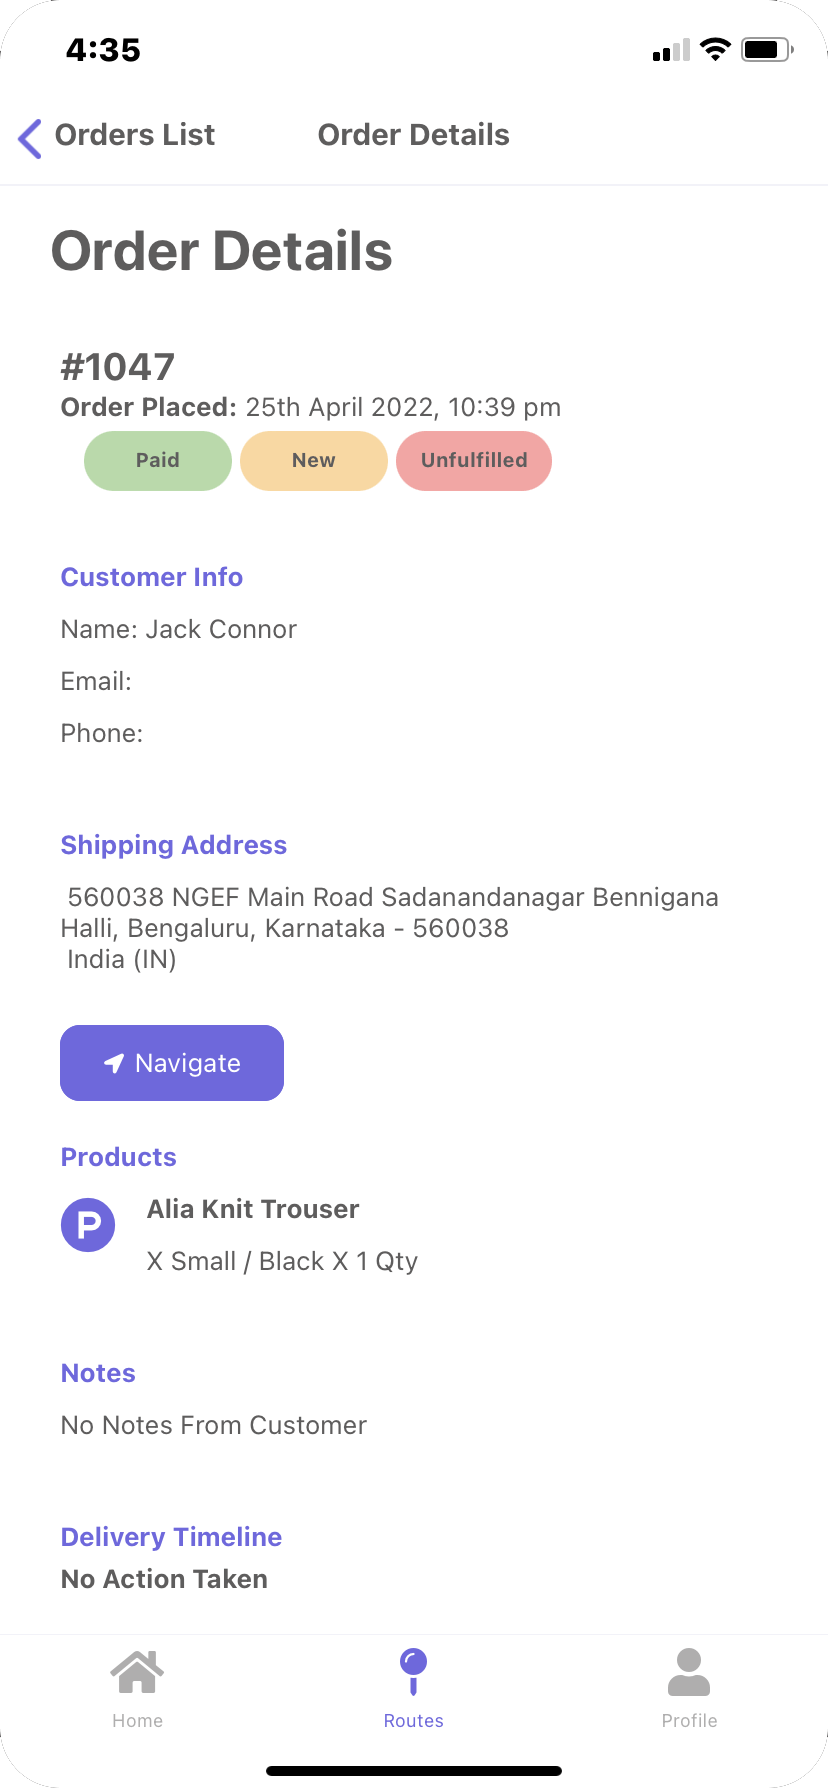 4:35
Orders List Order Details
Order Details
#1047
Order Placed: 25th April 2022, 10:39 pm
Paid New Unfulfilled
Customer Info
Name: Jack Connor
Email:
Phone:
Shipping Address
560038 NGEF Main Road Sadanandanagar Bennigana
Halli, Bengaluru, Karnataka - 560038
India (IN)
Navigate
Products
P
Alia Knit Trouser
X Small / Black X 1 Qty
Notes
No Notes From Customer
Delivery Timeline
No Action Taken
Home Routes Profile